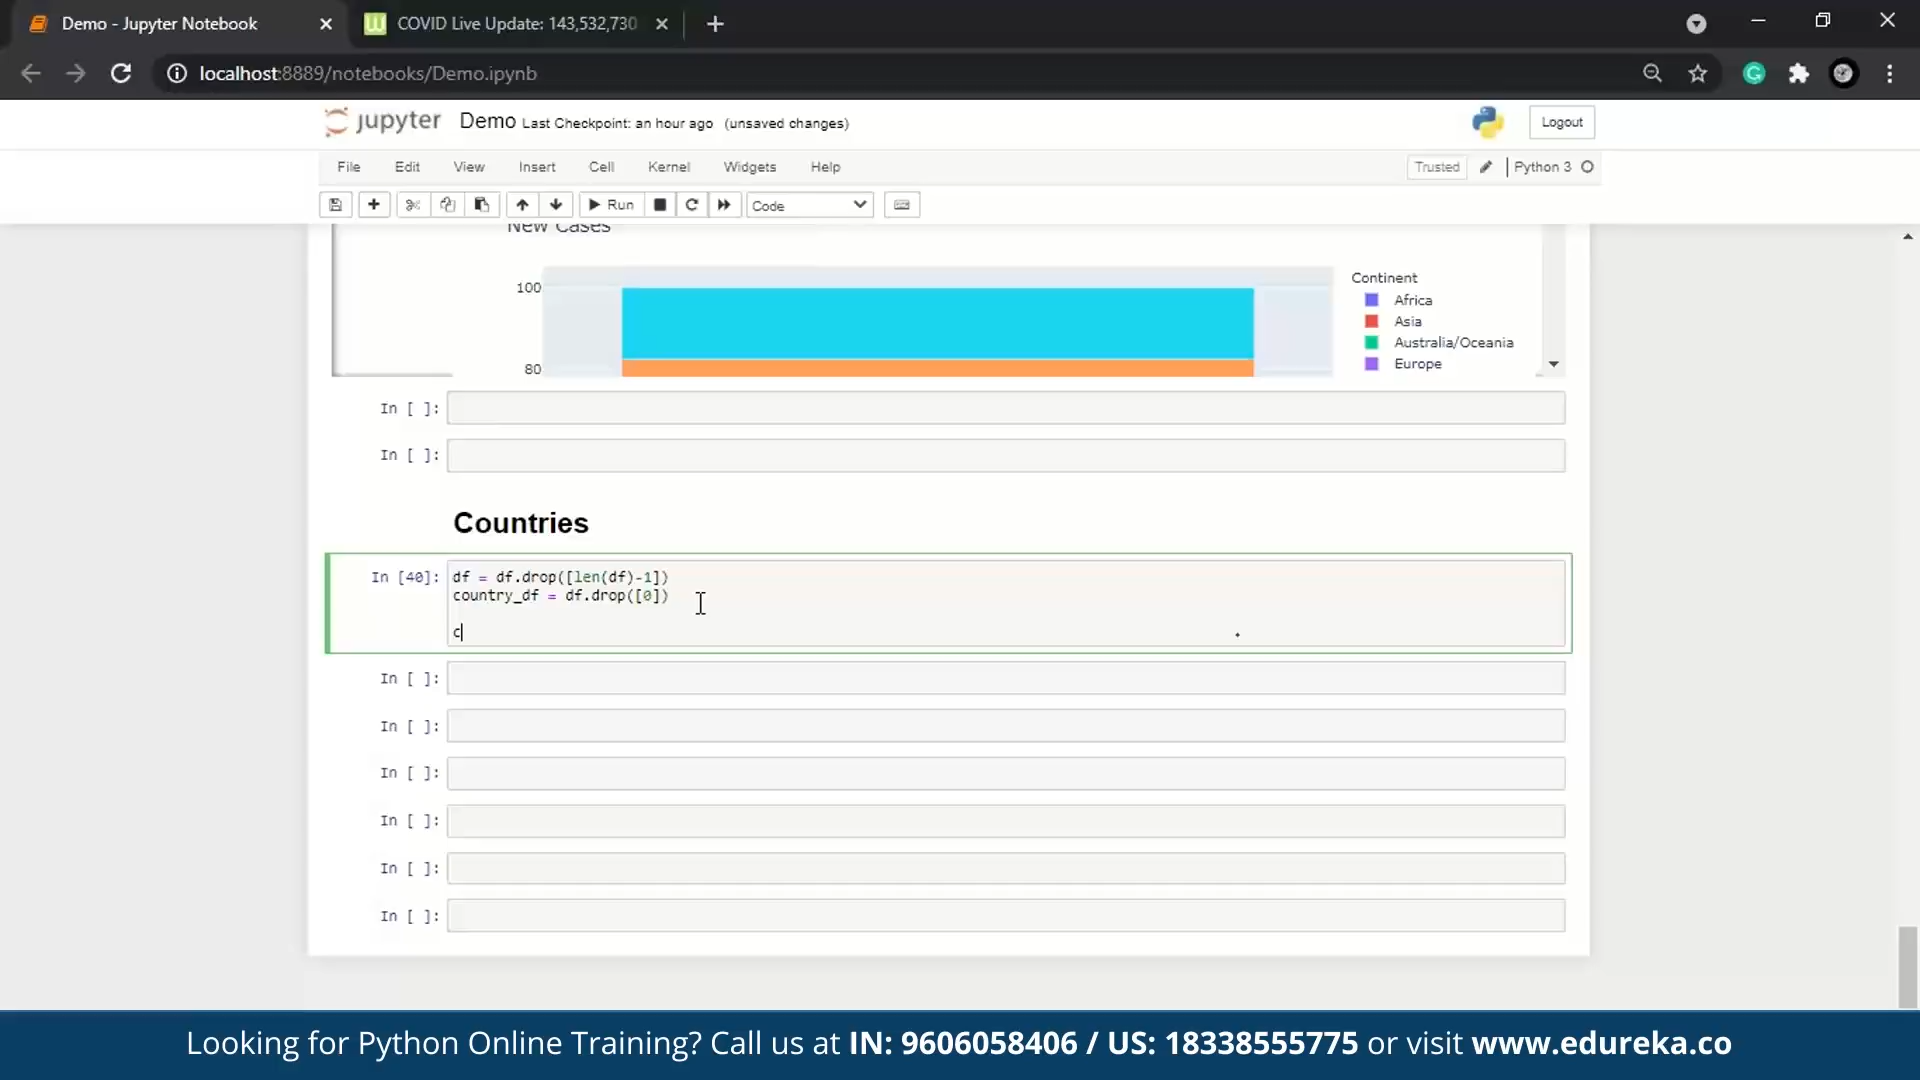 Demo - Jupyter Notebook
COVID Live Update: 143,532,730
localhost:8889/notebooks/Demo.ipynb
jupyter Demo Last Checkpoint: an hour ago (unsaved changes)
Logout
File Edit View Insert Cell Kernel Widgets Help
Trusted Python 3
Run Code
New Cases
100
80
Continent
Africa
Asia
Australia/Oceania
Europe
In [ ]:
In [ ]:
Countries
In [40]: df = df.drop([len(df)-1])
country_df = df.drop([0])
c
In [ ]:
In [ ]:
In [ ]:
In [ ]:
In [ ]:
In [ ]:
Looking for Python Online Training? Call us at IN: 9606058406 / US: 18338555775 or visit www.edureka.co